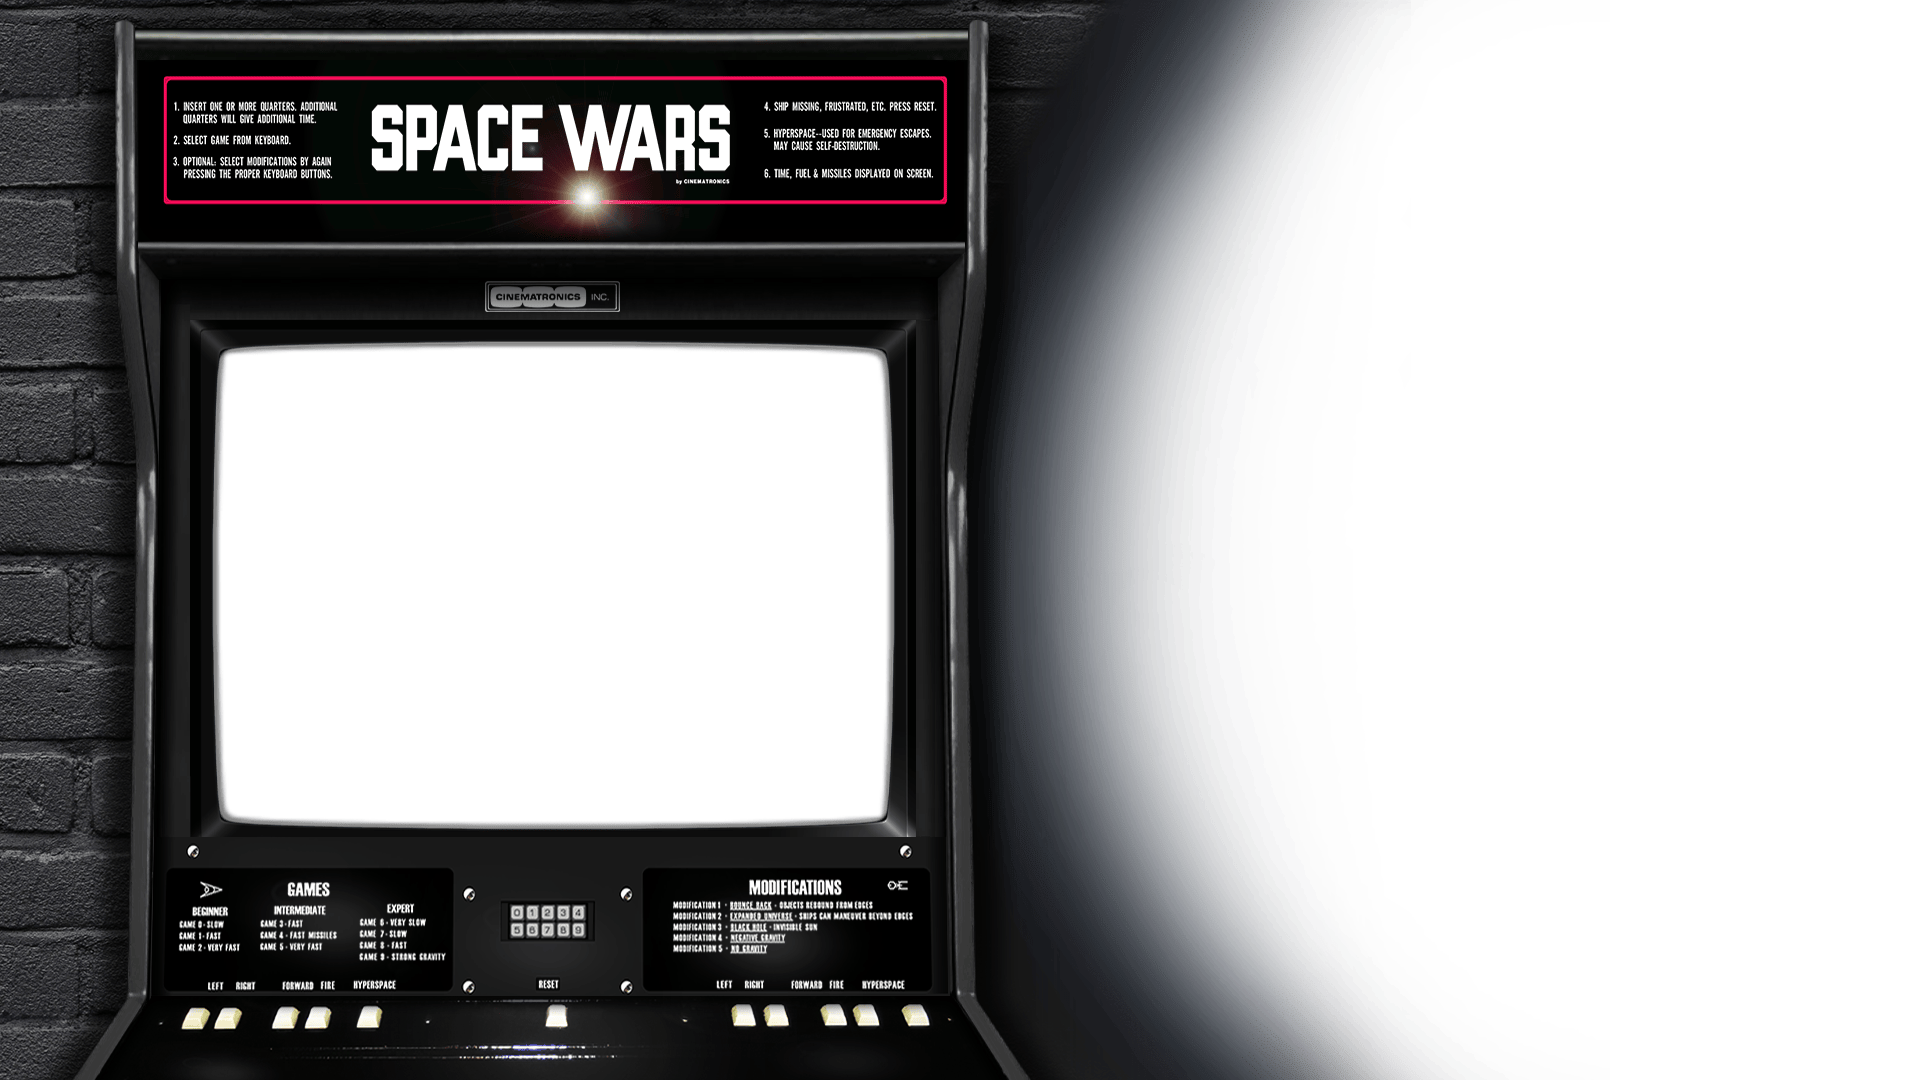 1. INSERT ONE OR MORE QUARTERS. ADDITIONAL
QUARTERS WILL GIVE ADDITIONAL TIME.
2. SELECT GAME FROM KEYBOARD.
3. OPTIONAL: SELECT MODIFICATIONS BY AGAIN
PRESSING THE PROPER KEYBOARD BUTTONS.
SPACE WARS
by CINEMATRONICS
4. SHIP MISSING, FRUSTRATED, ETC. PRESS RESET.
5. HYPERSPACE--USED FOR EMERGENCY ESCAPES.
MAY CAUSE SELF-DESTRUCTION.
6. TIME, FUEL & MISSILES DISPLAYED ON SCREEN.
CINEMATRONICS INC.
GAMES
BEGINNER
GAME 0 - SLOW
GAME 1 - FAST
GAME 2 - VERY FAST
INTERMEDIATE
GAME 3 - FAST
GAME 4 - FAST MISSILES
GAME 5 - VERY FAST
EXPERT
GAME 6 - VERY SLOW
GAME 7 - SLOW
GAME 8 - FAST
GAME 9 - STRONG GRAVITY
LEFT RIGHT FORWARD FIRE HYPERSPACE
0 1 2 3 4
5 6 7 8 9
RESET
MODIFICATIONS
MODIFICATION 1 - BOUNCE BACK - OBJECTS REBOUND FROM EDGES
MODIFICATION 2 - EXPANDED UNIVERSE - SHIPS CAN MANEUVER BEYOND EDGES
MODIFICATION 3 - BLACK HOLE - INVISIBLE SUN
MODIFICATION 4 - NEGATIVE GRAVITY
MODIFICATION 5 - NO GRAVITY
LEFT RIGHT FORWARD FIRE HYPERSPACE